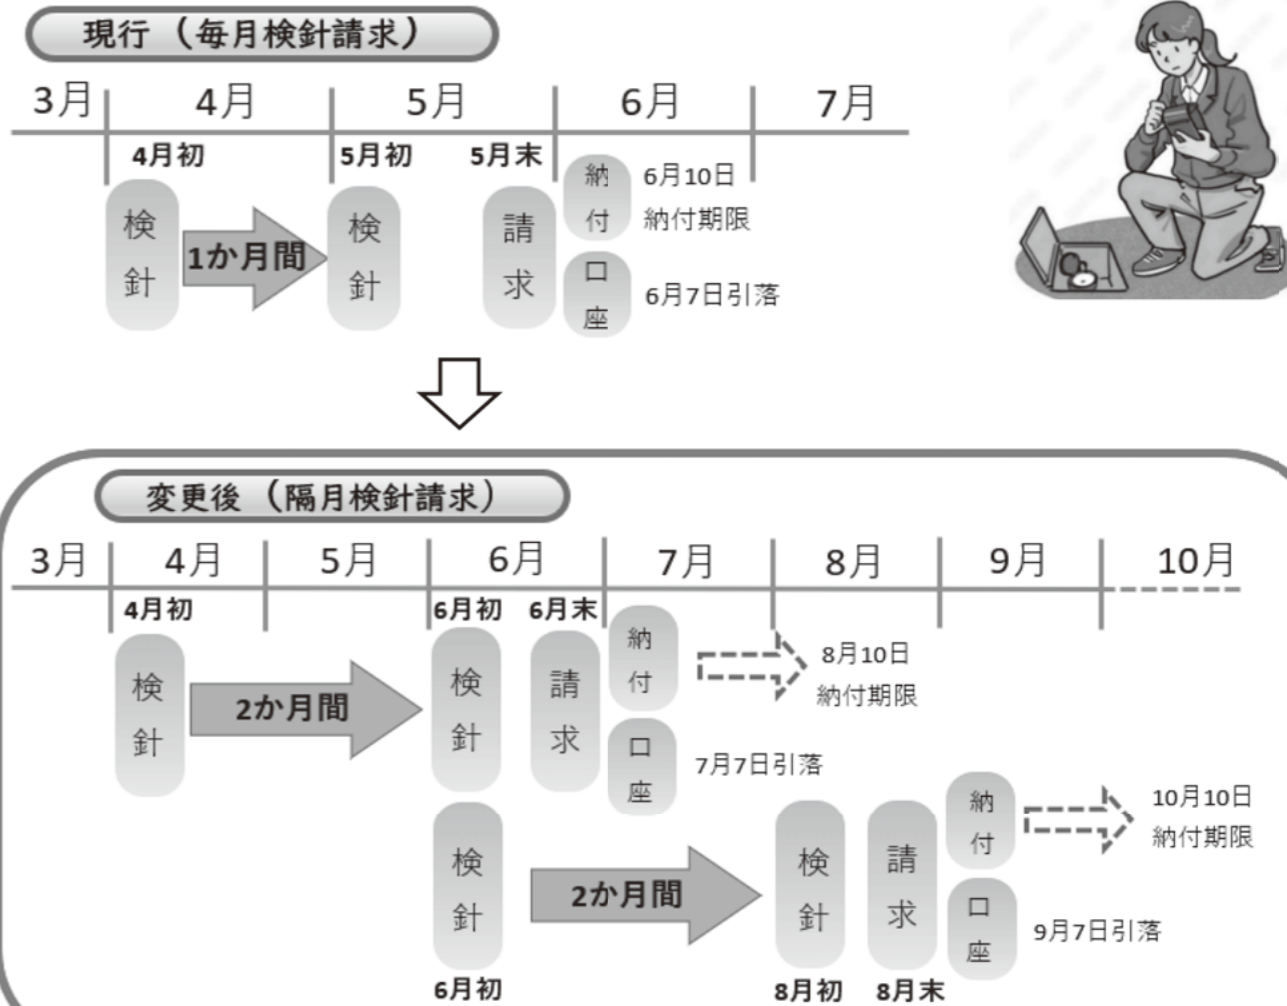 現行（毎月検針請求）
3月 4月 5月 6月 7月
4月初 5月初 5月末
検針
1か月間
検針
請求
納付
6月10日
納付期限
口座
6月7日引落
変更後（隔月検針請求）
3月 4月 5月 6月 7月 8月 9月 10月
4月初 6月初 6月末
検針
2か月間
検針
請求
納付
8月10日
納付期限
口座
7月7日引落
検針
6月初
2か月間
検針
8月初
請求
8月末
納付
10月10日
納付期限
口座
9月7日引落